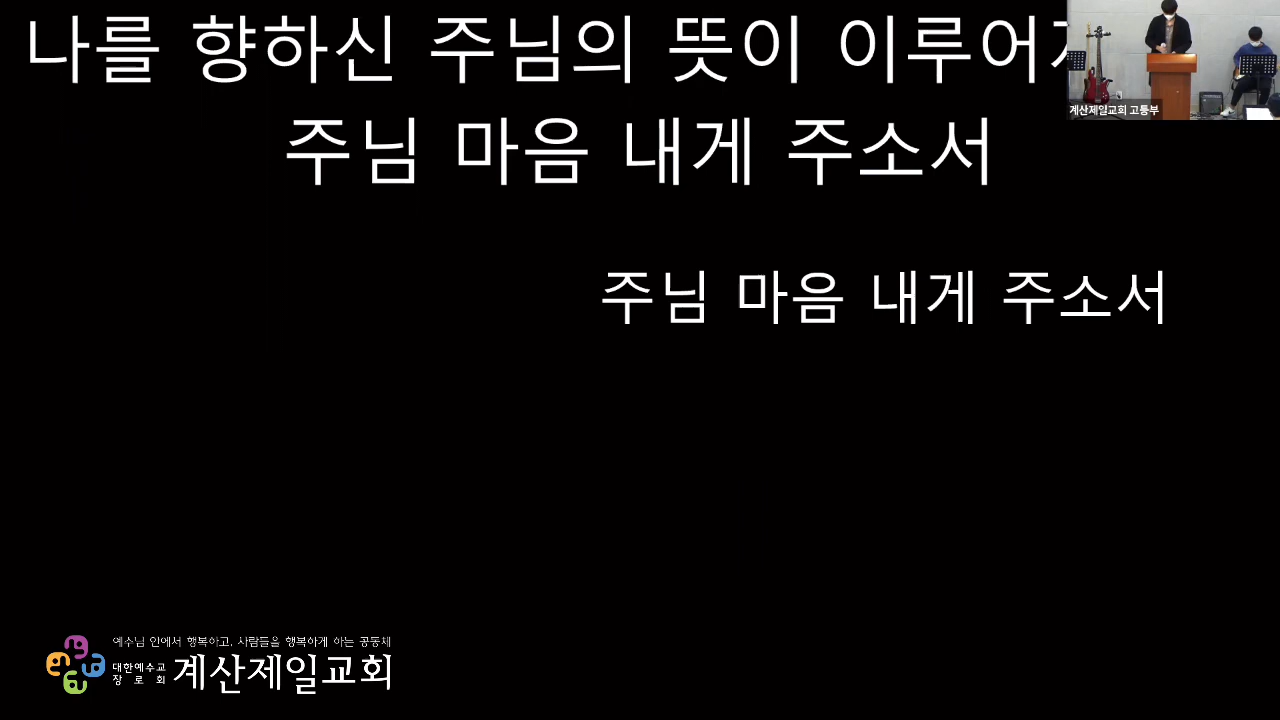 나를 향하신 주님의 뜻이 이루어
주님 마음 내게 주소서
주님 마음 내게 주소서
계산제일교회 고등부
예수님 안에서 행복하고, 사람들을 행복하게 하는 공동체
대한예수교
장로회
계산제일교회